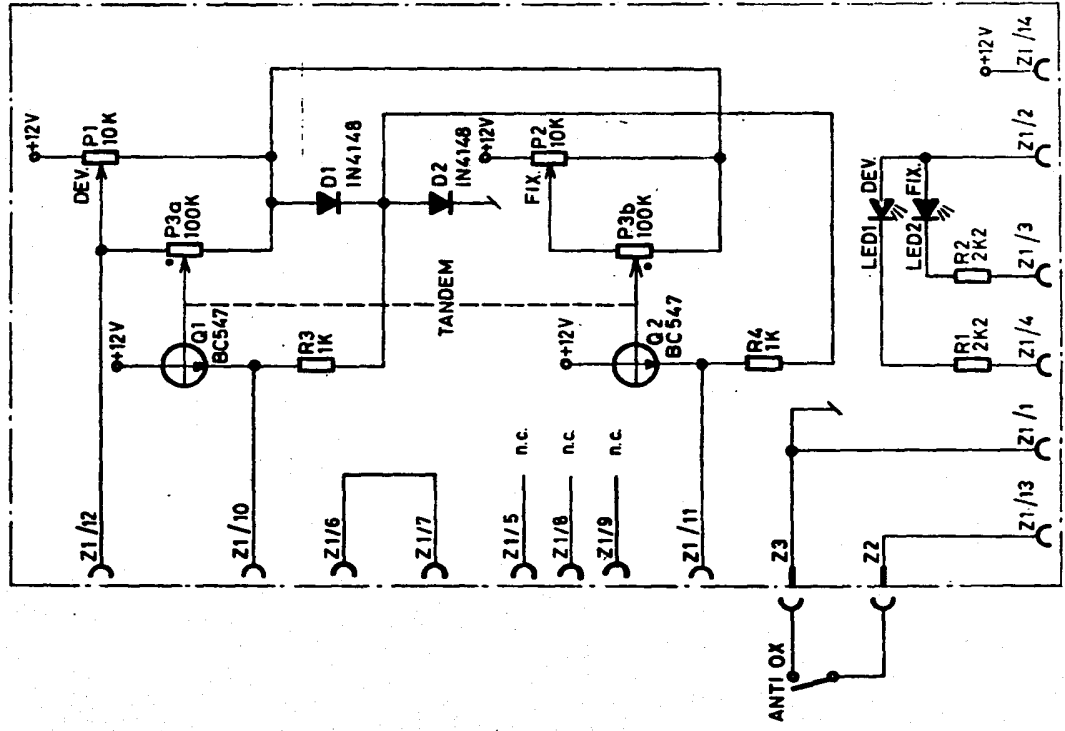 +12V
P1
10K
DEV.
P3a
100K
D1
1N4148
D2
1N4148
+12V
P2
10K
FIX.
P3b
100K
TANDEM
+12V
Q1
BC547
R3
1K
+12V
Q2
BC547
R4
1K
Z1/12
Z1/10
Z1/6
Z1/7
Z1/5
n.c.
Z1/8
n.c.
Z1/9
n.c.
Z1/11
Z3
Z2
ANTI OX
+12V
Z1/14
Z1/2
LED1
DEV.
LED2
FIX.
R2
2K2
Z1/3
R1
2K2
Z1/4
Z1/1
Z1/13